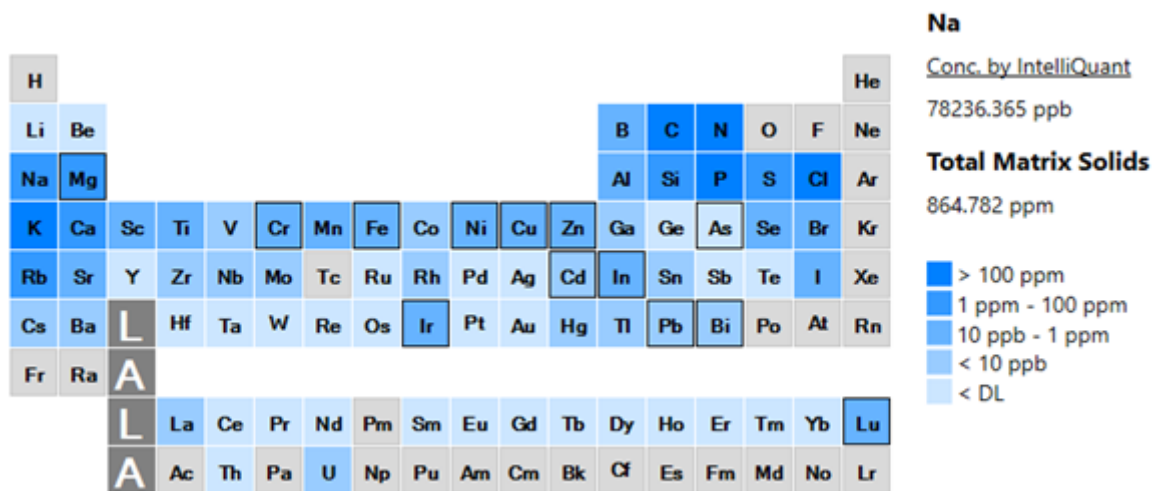 Na
Conc. by IntelliQuant
78236.365 ppb
Total Matrix Solids
864.782 ppm
> 100 ppm
1 ppm - 100 ppm
10 ppb - 1 ppm
< 10 ppb
< DL
H He
Li Be B C N O F Ne
Na Mg Al Si P S Cl Ar
K Ca Sc Ti V Cr Mn Fe Co Ni Cu Zn Ga Ge As Se Br Kr
Rb Sr Y Zr Nb Mo Tc Ru Rh Pd Ag Cd In Sn Sb Te I Xe
Cs Ba L Hf Ta W Re Os Ir Pt Au Hg Tl Pb Bi Po At Rn
Fr Ra A
L La Ce Pr Nd Pm Sm Eu Gd Tb Dy Ho Er Tm Yb Lu
A Ac Th Pa U Np Pu Am Cm Bk Cf Es Fm Md No Lr